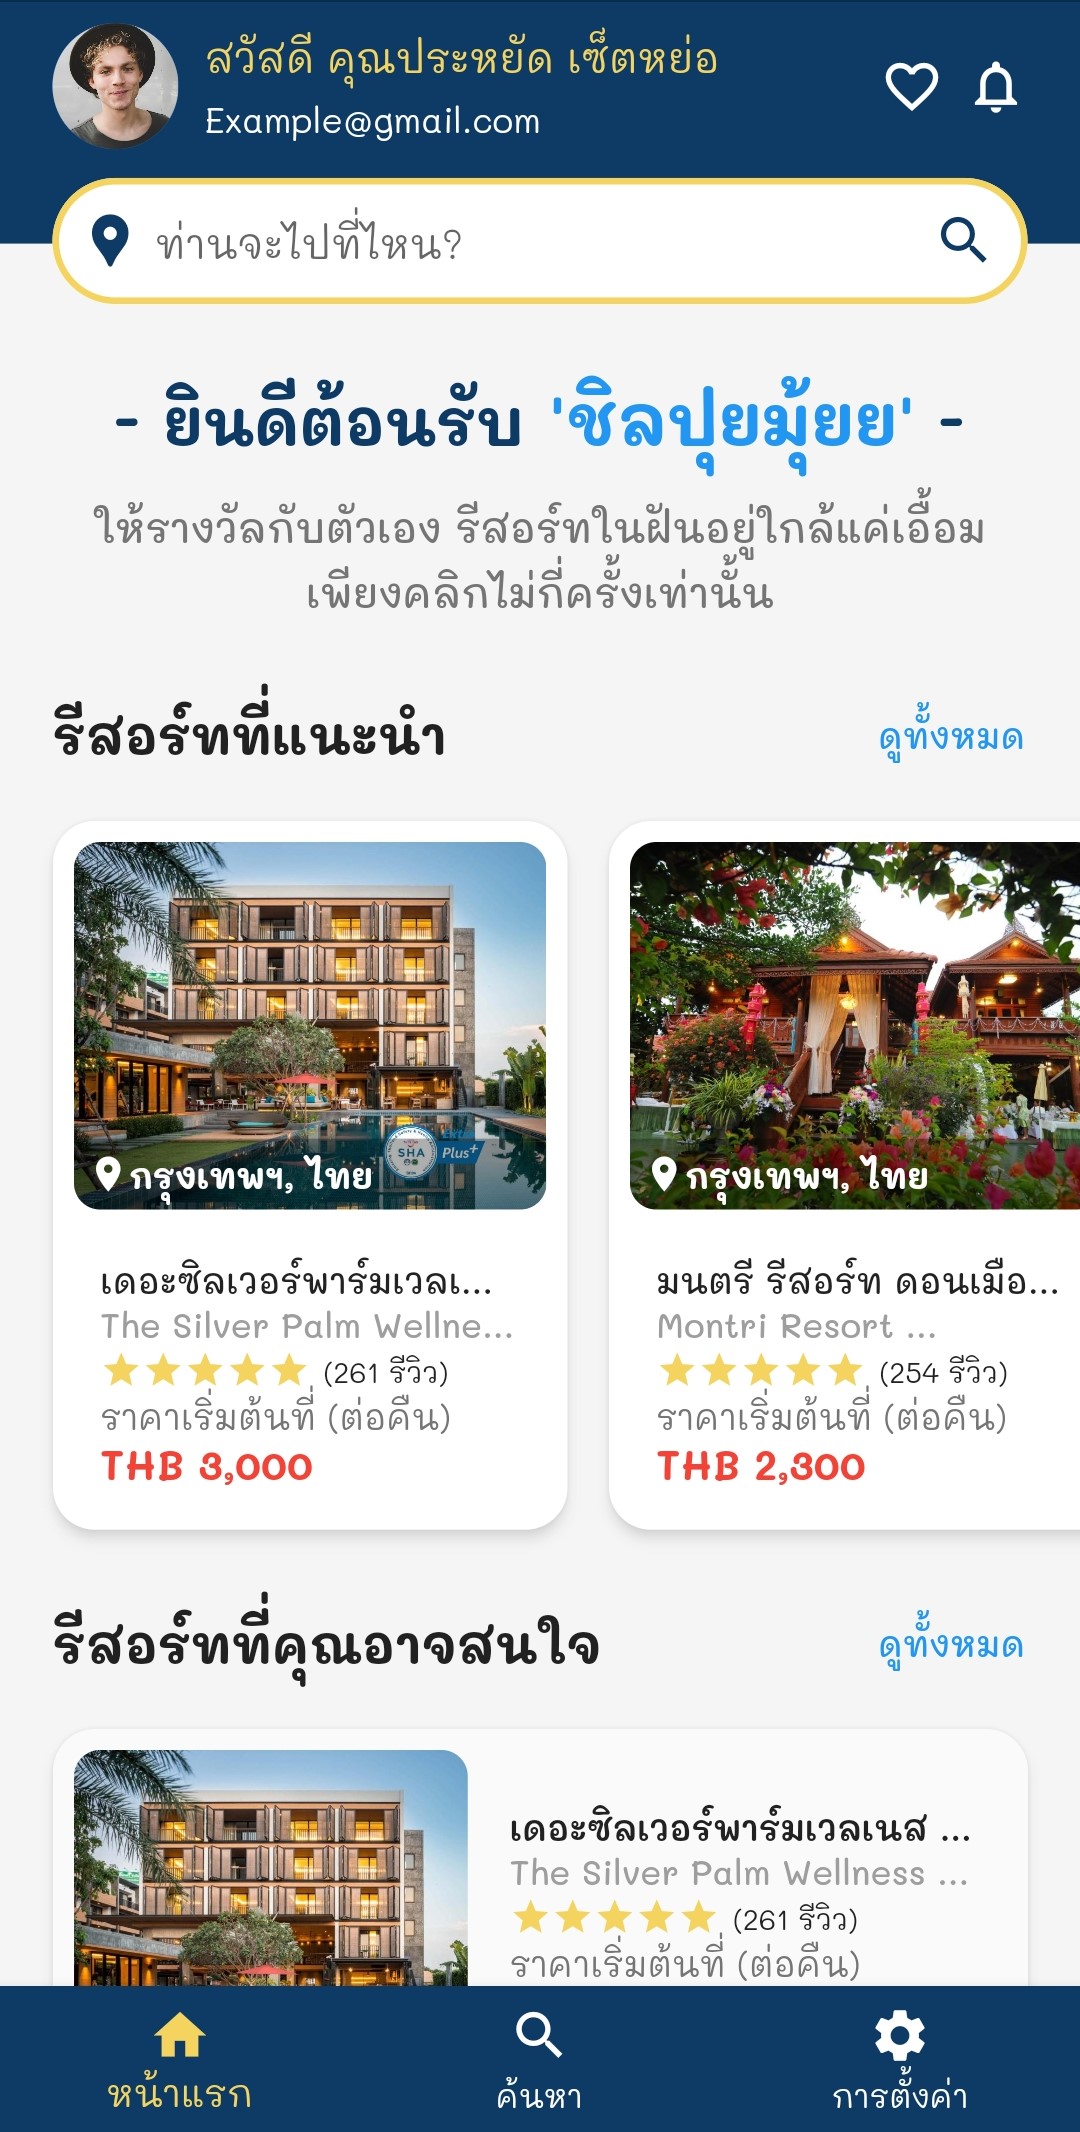 สวัสดี คุณประหยัด เซ็ตหย่อ
Example@gmail.com
ท่านจะไปที่ไหน?
- ยินดีต้อนรับ 'ชิลปุยมุ้ยย' -
ให้รางวัลกับตัวเอง รีสอร์ทในฝันอยู่ใกล้แค่เอื้อม
เพียงคลิกไม่กี่ครั้งเท่านั้น
รีสอร์ทที่แนะนำ
ดูทั้งหมด
SHA Plus+
กรุงเทพฯ, ไทย
เดอะซิลเวอร์พาร์มเวลเ...
The Silver Palm Wellne...
(261 รีวิว)
ราคาเริ่มต้นที่ (ต่อคืน)
THB 3,000
กรุงเทพฯ, ไทย
มนตรี รีสอร์ท ดอนเมือ...
Montri Resort ...
(254 รีวิว)
ราคาเริ่มต้นที่ (ต่อคืน)
THB 2,300
รีสอร์ทที่คุณอาจสนใจ
ดูทั้งหมด
เดอะซิลเวอร์พาร์มเวลเนส ...
The Silver Palm Wellness ...
(261 รีวิว)
ราคาเริ่มต้นที่ (ต่อคืน)
หน้าแรก
ค้นหา
การตั้งค่า